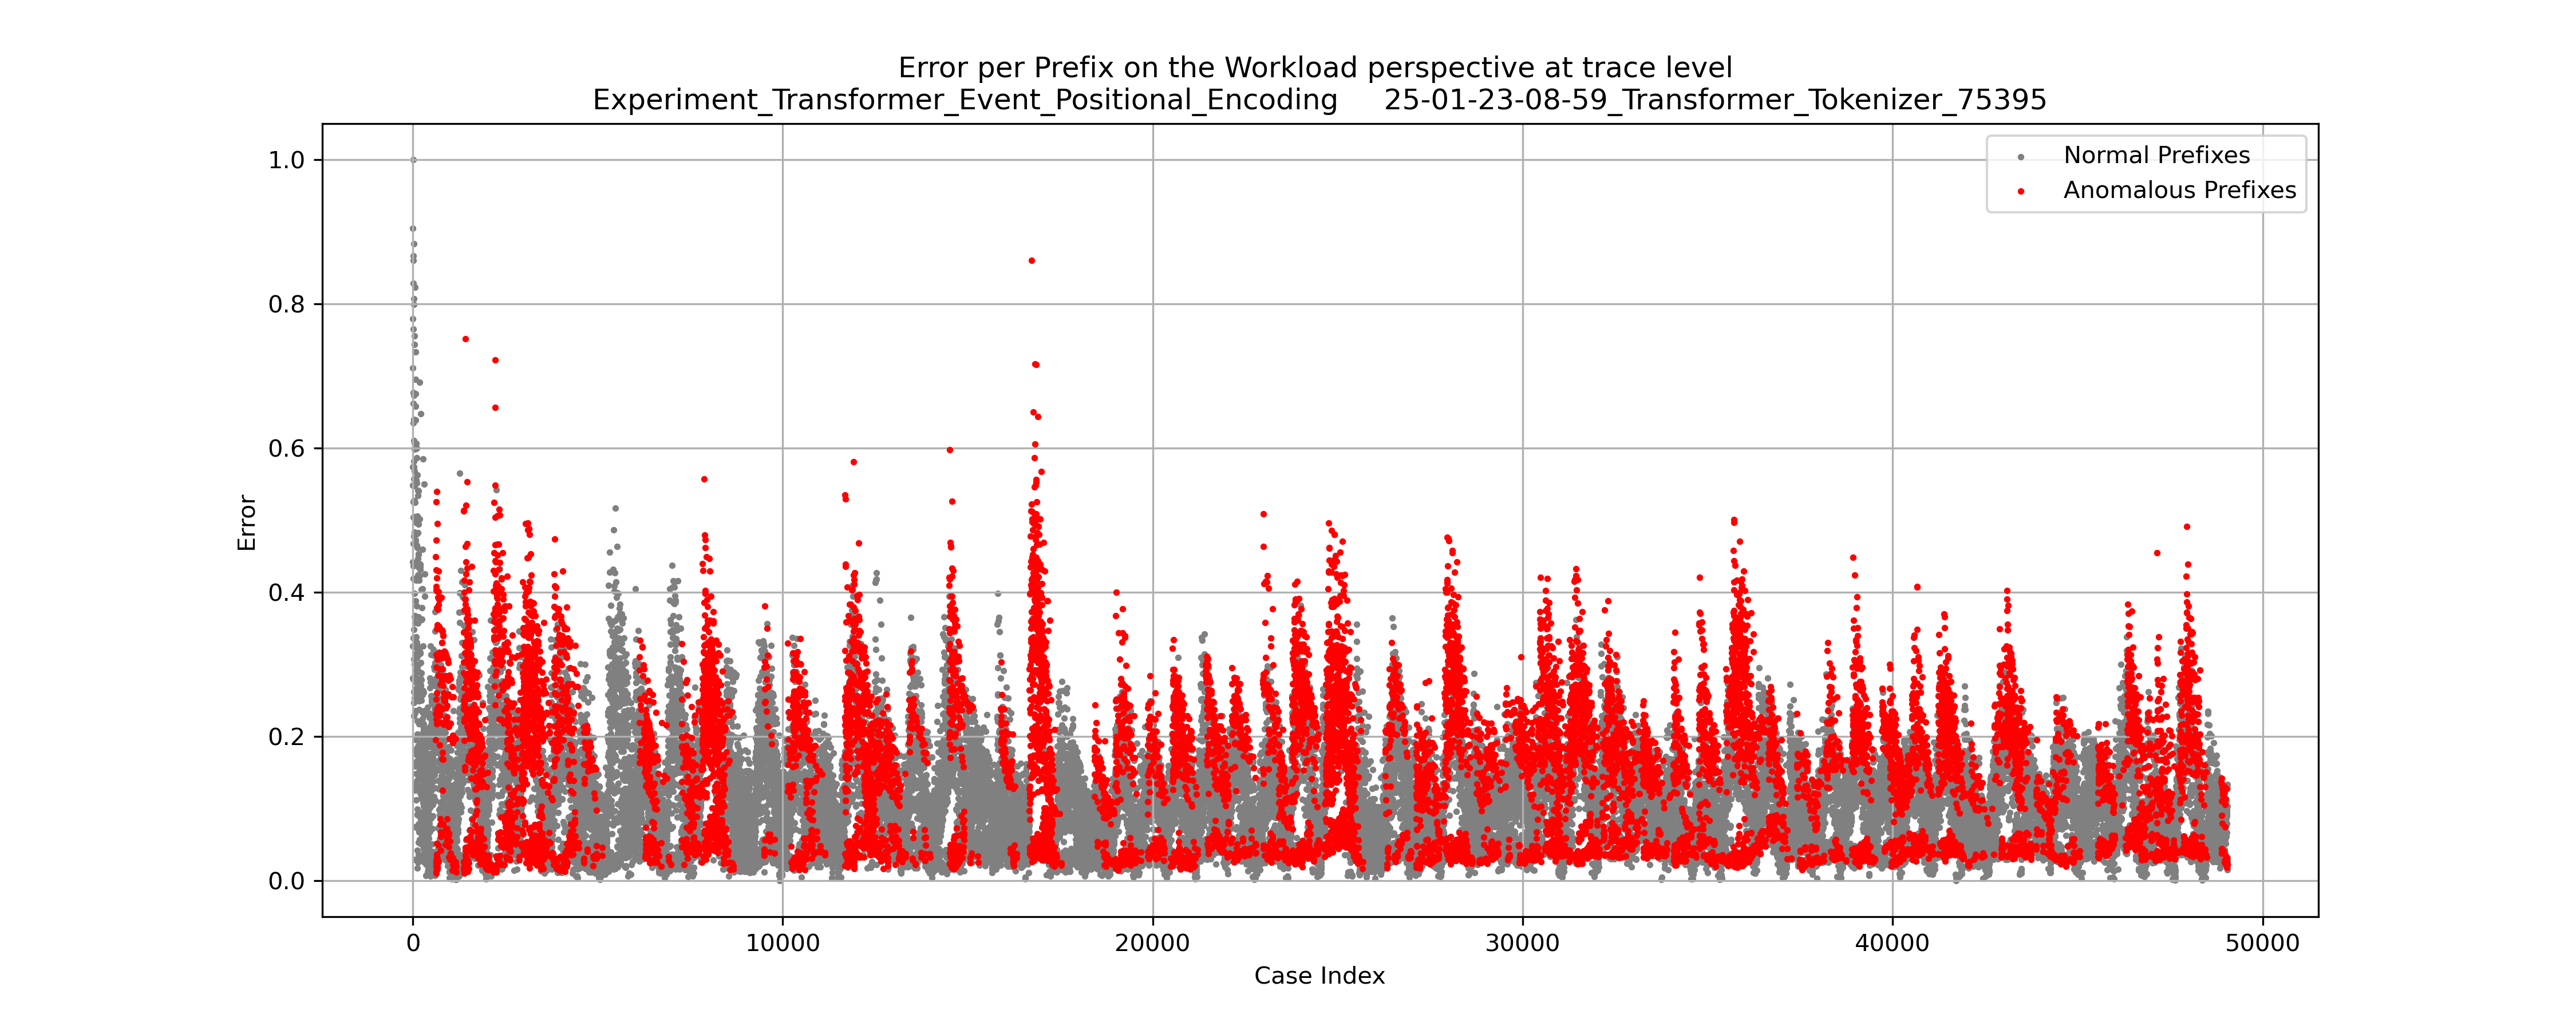 Error per Prefix on the Workload perspective at trace level
Experiment_Transformer_Event_Positional_Encoding     25-01-23-08-59_Transformer_Tokenizer_75395
Normal Prefixes
Anomalous Prefixes
Error
1.0
0.8
0.6
0.4
0.2
0.0
0
10000
20000
30000
40000
50000
Case Index